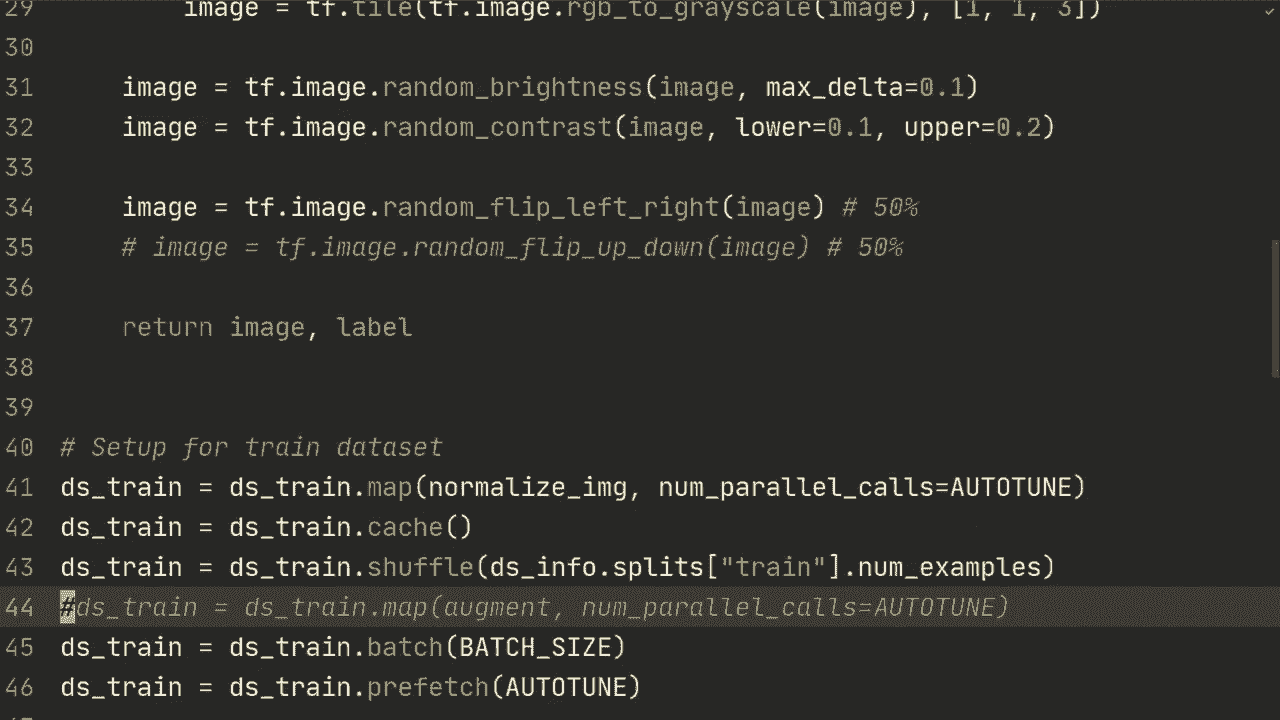 29         image = tf.tile(tf.image.rgb_to_grayscale(image), [1, 1, 3])
30
31     image = tf.image.random_brightness(image, max_delta=0.1)
32     image = tf.image.random_contrast(image, lower=0.1, upper=0.2)
33
34     image = tf.image.random_flip_left_right(image) # 50%
35     # image = tf.image.random_flip_up_down(image) # 50%
36
37     return image, label
38
39
40 # Setup for train dataset
41 ds_train = ds_train.map(normalize_img, num_parallel_calls=AUTOTUNE)
42 ds_train = ds_train.cache()
43 ds_train = ds_train.shuffle(ds_info.splits["train"].num_examples)
44 #ds_train = ds_train.map(augment, num_parallel_calls=AUTOTUNE)
45 ds_train = ds_train.batch(BATCH_SIZE)
46 ds_train = ds_train.prefetch(AUTOTUNE)